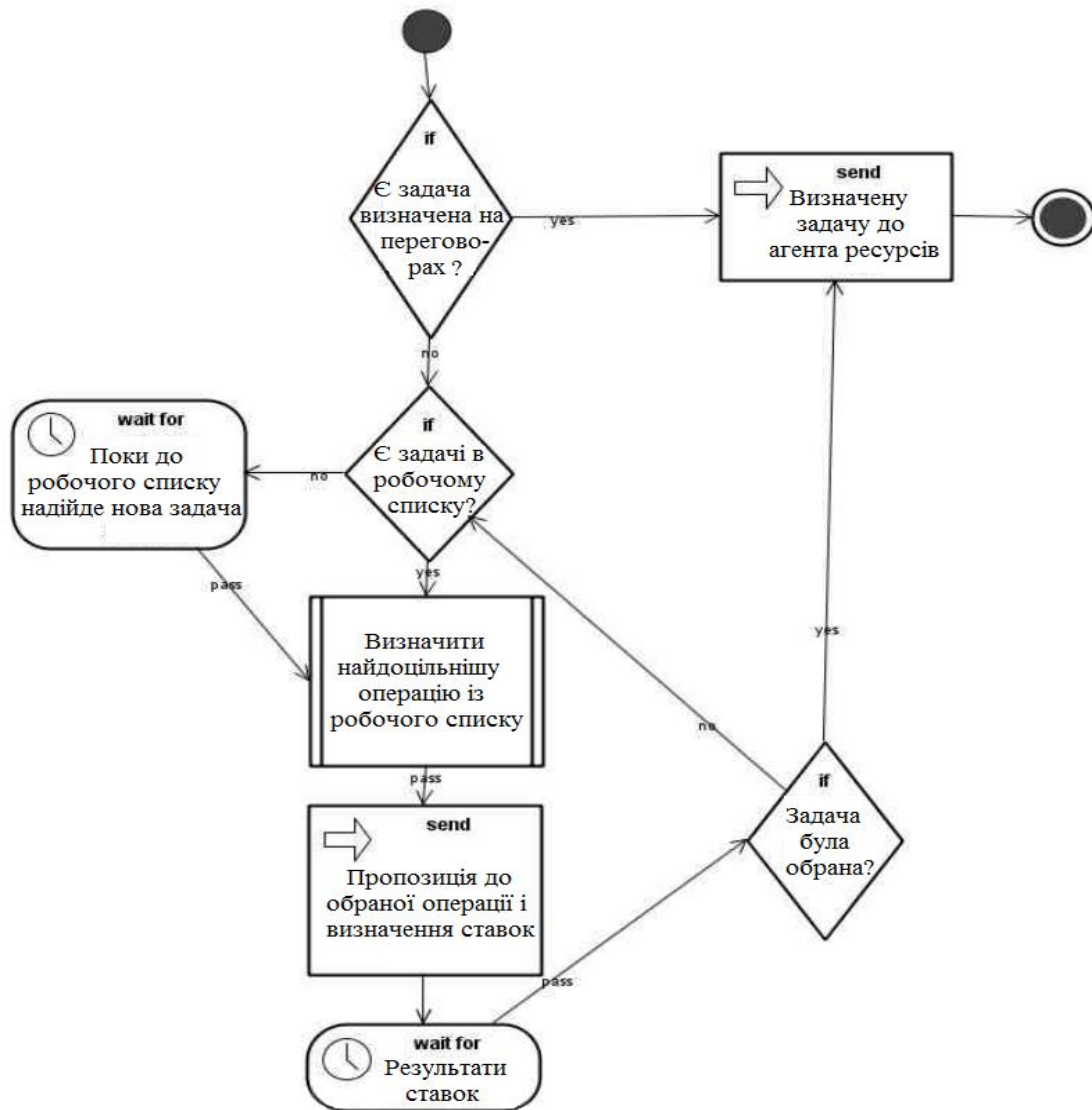 if
Є задача
визначена на
перегово-
рах ?
yes
send
Визначену
задачу до
агента ресурсів
no
wait for
Поки до
робочого списку
надійде нова задача
no
if
Є задачі в
робочому
списку?
yes
pass
Визначити
найдоцільнішу
операцію із
робочого списку
no
yes
pass
send
Пропозиція до
обраної операції і
визначення ставок
if
Задача
була
обрана?
pass
wait for
Результати
ставок